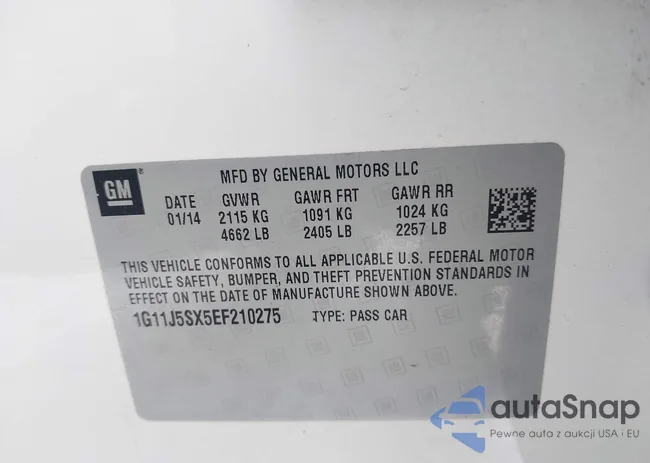 GM
MFD BY GENERAL MOTORS LLC
DATE GVWR GAWR FRT GAWR RR
01/14 2115 KG 1091 KG 1024 KG
4662 LB 2405 LB 2257 LB
THIS VEHICLE CONFORMS TO ALL APPLICABLE U.S. FEDERAL MOTOR
VEHICLE SAFETY, BUMPER, AND THEFT PREVENTION STANDARDS IN
EFFECT ON THE DATE OF MANUFACTURE SHOWN ABOVE.
1G11J5SX5EF210275 TYPE: PASS CAR
autaSnap
Pewne auta z aukcji USA i EU